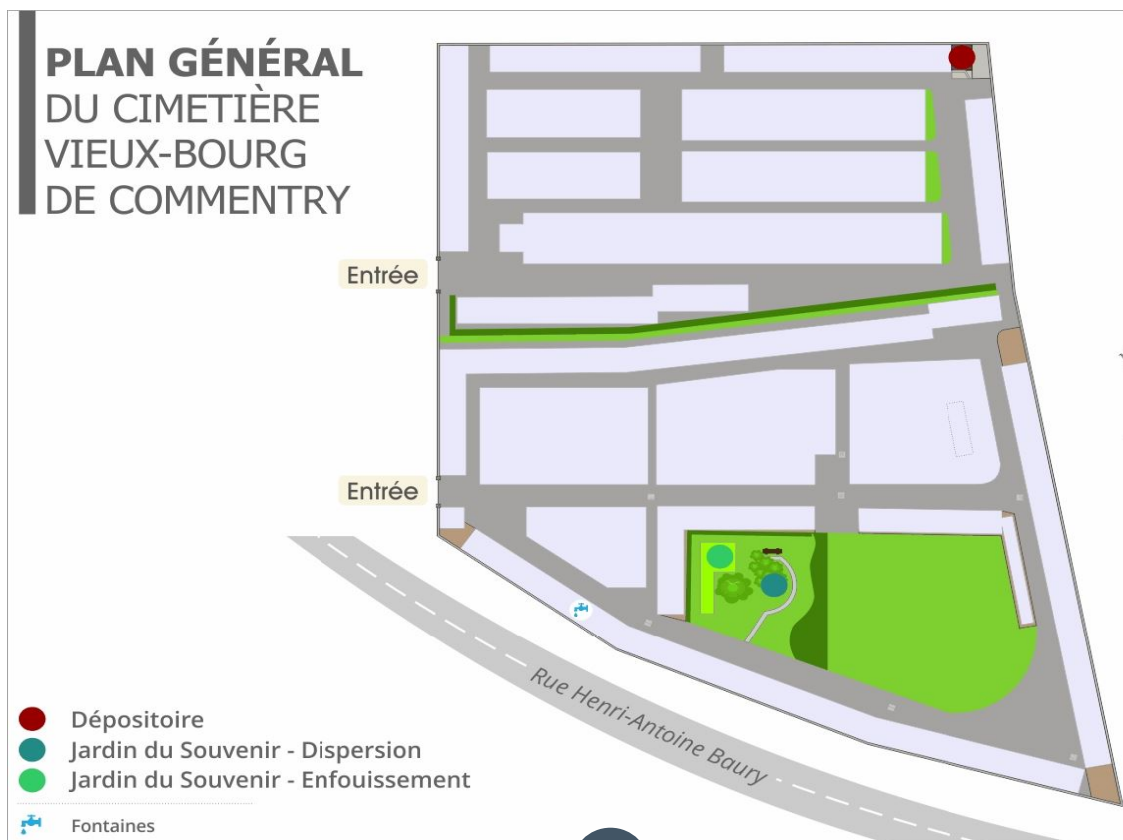 PLAN GÉNÉRAL
DU CIMETIÈRE
VIEUX-BOURG
DE COMMENTRY
Entrée
Entrée
Rue Henri-Antoine Baury
Dépositoire
Jardin du Souvenir - Dispersion
Jardin du Souvenir - Enfouissement
Fontaines